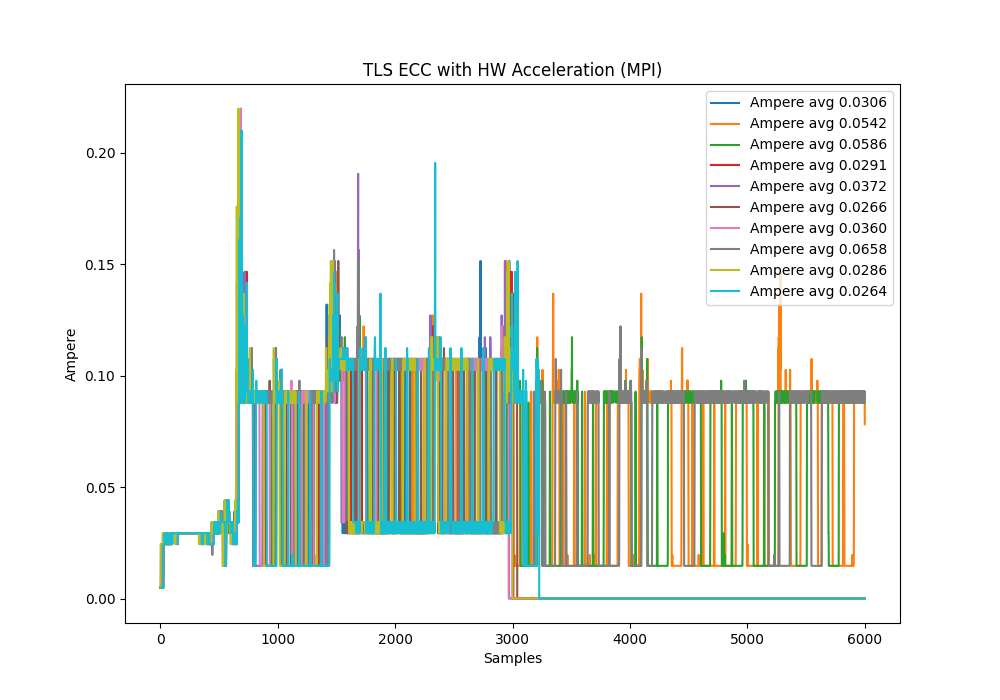 TLS ECC with HW Acceleration (MPI)
Ampere avg 0.0306
Ampere avg 0.0542
Ampere avg 0.0586
Ampere avg 0.0291
Ampere avg 0.0372
Ampere avg 0.0266
Ampere avg 0.0360
Ampere avg 0.0658
Ampere avg 0.0286
Ampere avg 0.0264
Ampere
0.20
0.15
0.10
0.05
0.00
0
1000
2000
3000
4000
5000
6000
Samples